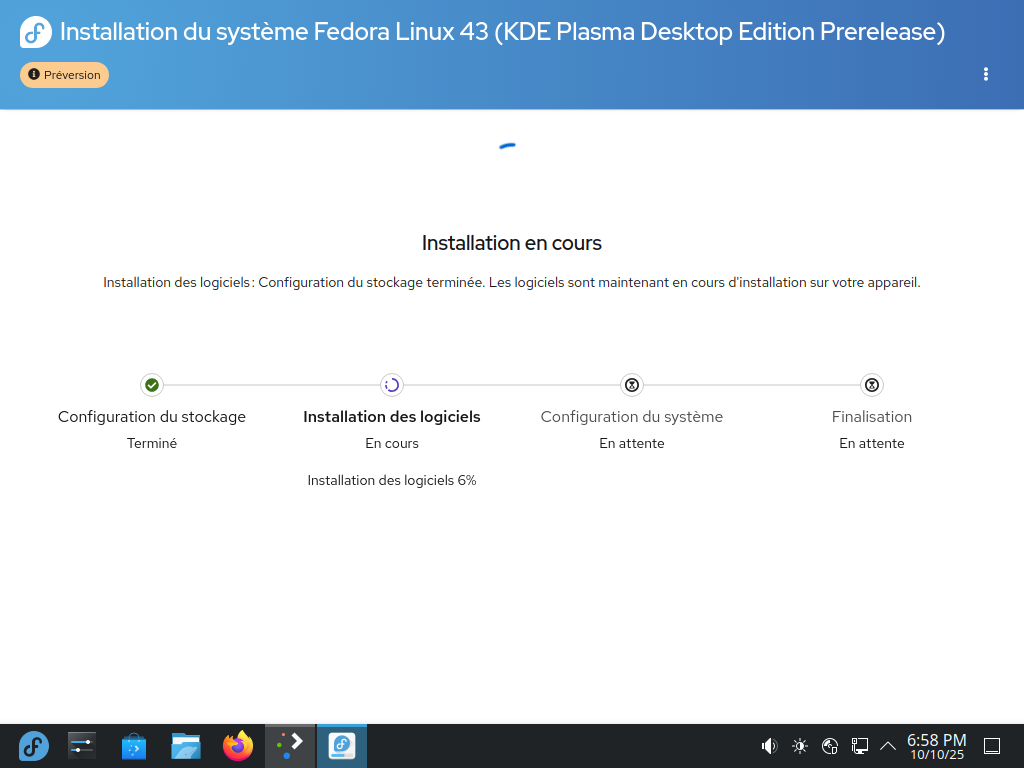 Installation du système Fedora Linux 43 (KDE Plasma Desktop Edition Prerelease)
Préversion
Installation en cours
Installation des logiciels : Configuration du stockage terminée. Les logiciels sont maintenant en cours d'installation sur votre appareil.
Configuration du stockage
Terminé
Installation des logiciels
En cours
Installation des logiciels 6%
Configuration du système
En attente
Finalisation
En attente
6:58 PM
10/10/25